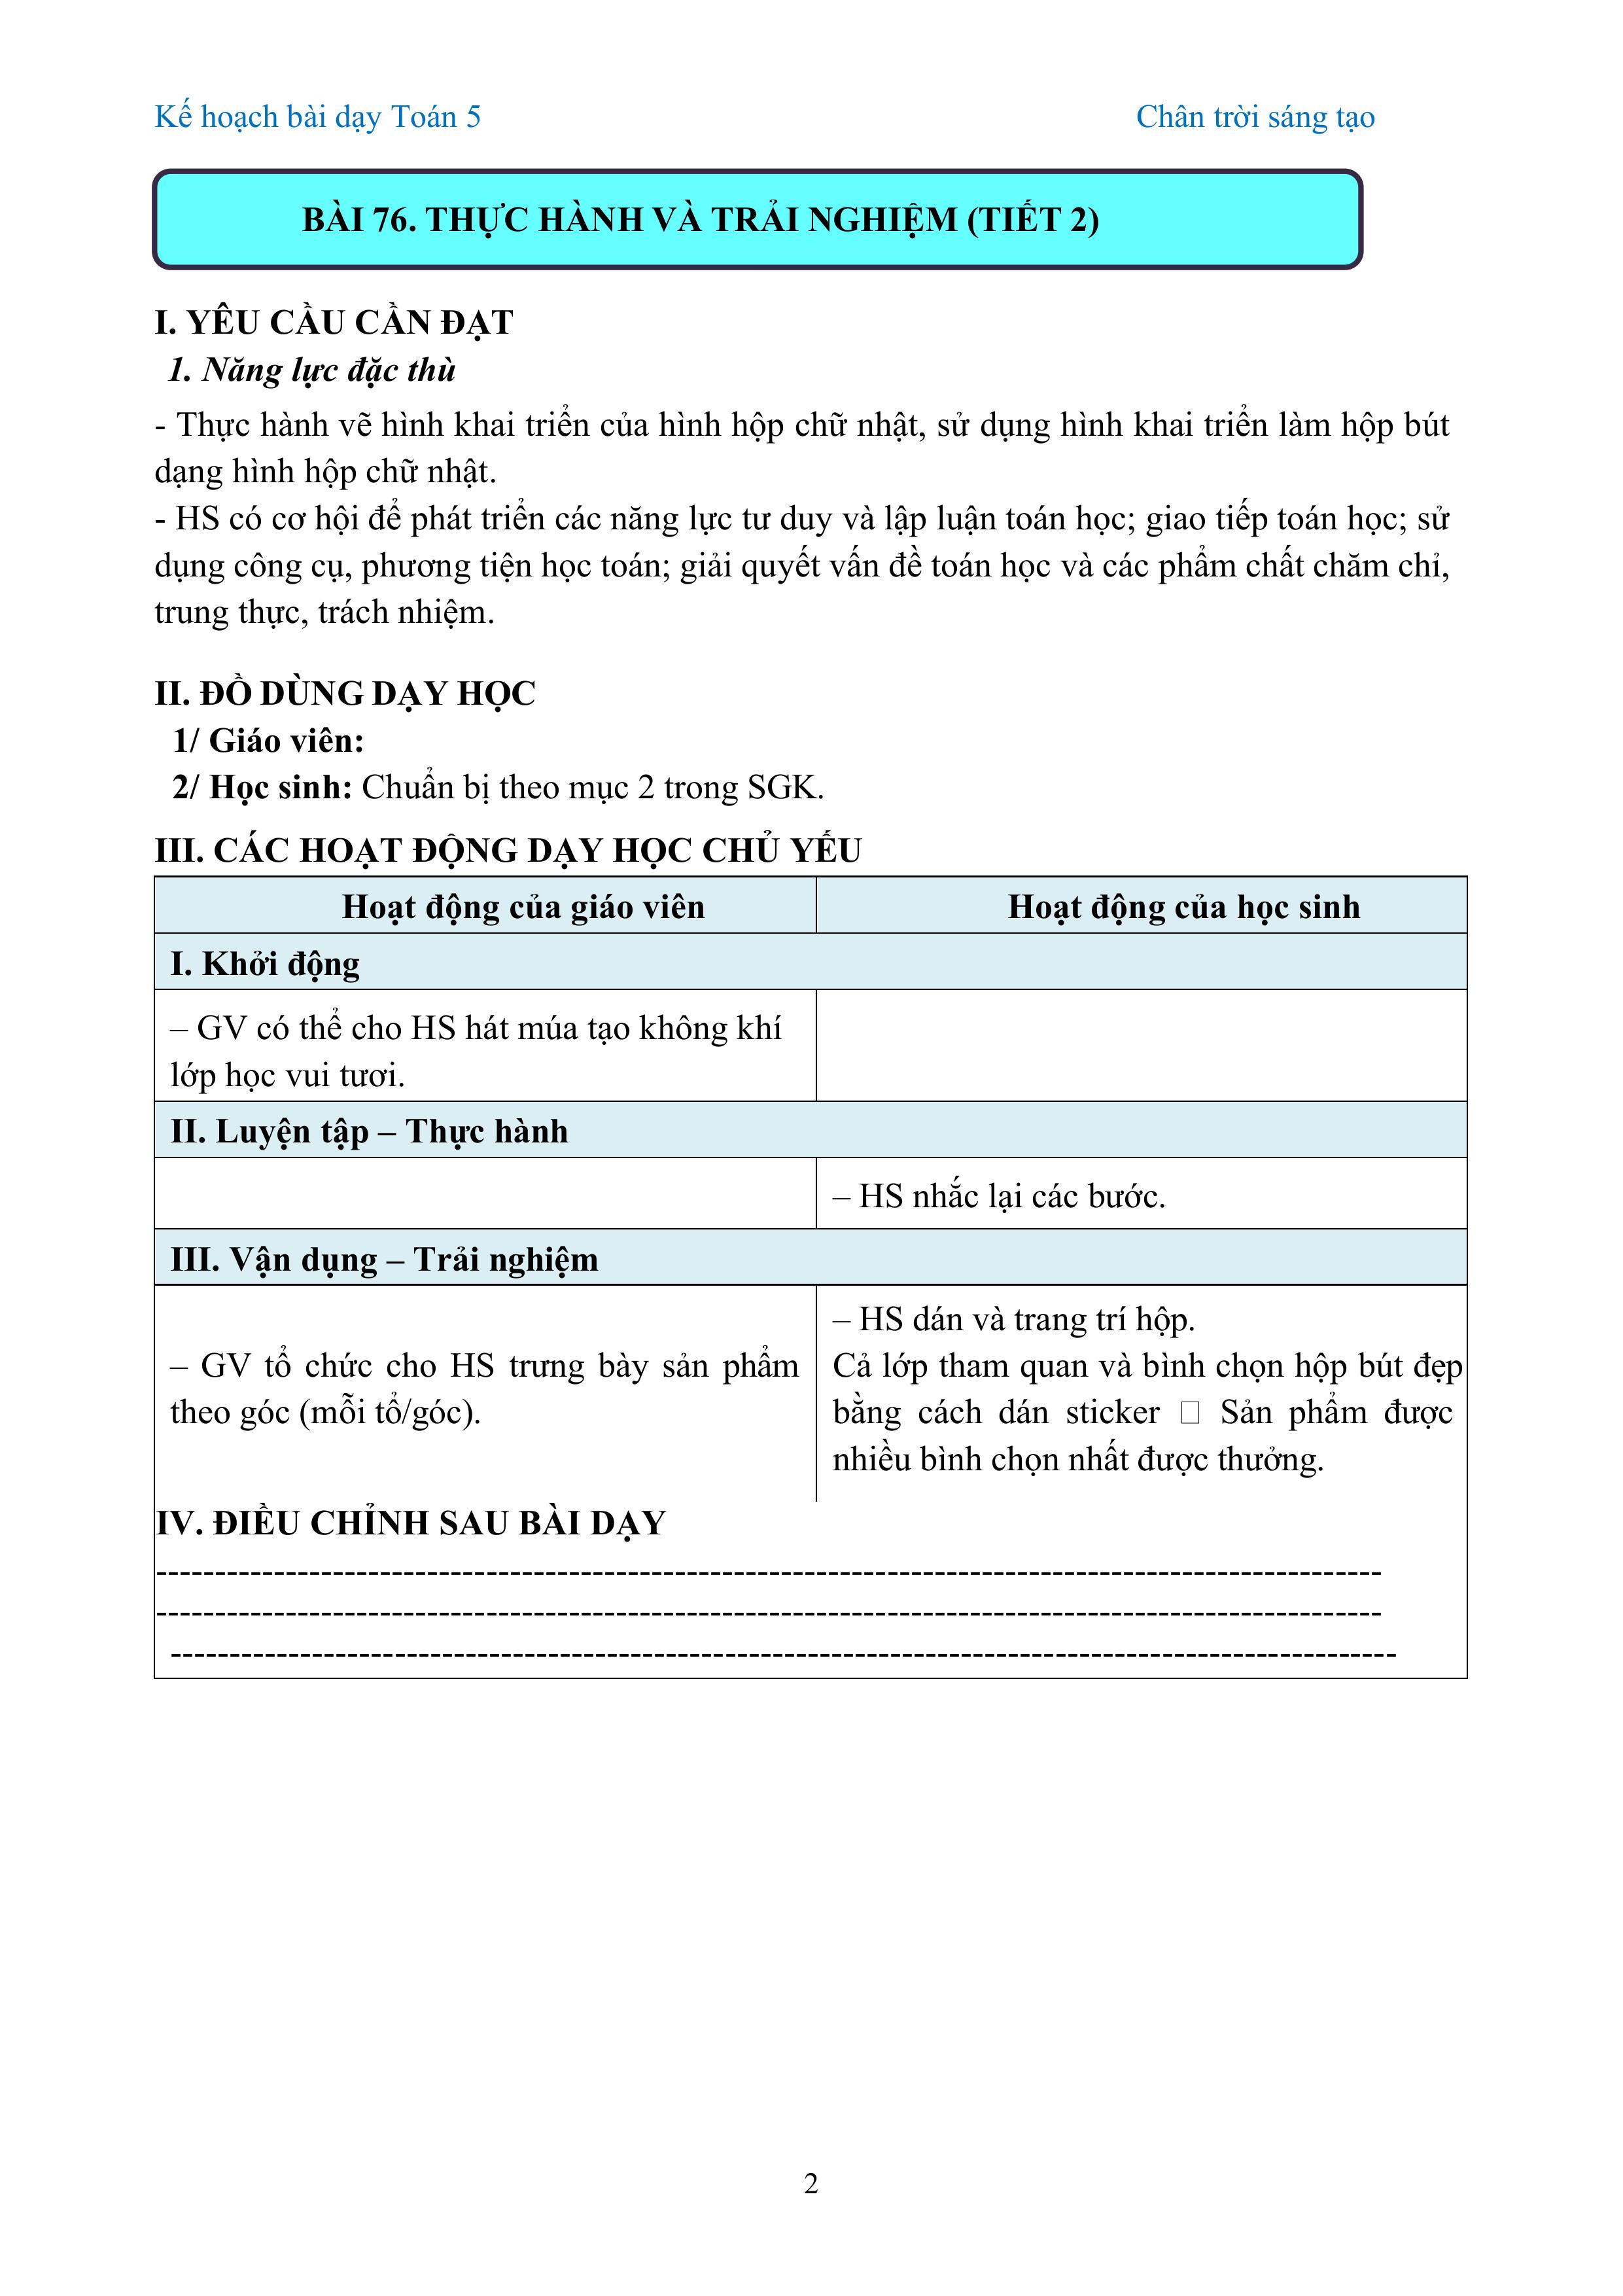 Kế hoạch bài dạy Toán 5 Chân trời sáng tạo
BÀI 76. THỰC HÀNH VÀ TRẢI NGHIỆM (TIẾT 2)
I. YÊU CẦU CẦN ĐẠT
1. Năng lực đặc thù
- Thực hành vẽ hình khai triển của hình hộp chữ nhật, sử dụng hình khai triển làm hộp bút
dạng hình hộp chữ nhật.
- HS có cơ hội để phát triển các năng lực tư duy và lập luận toán học; giao tiếp toán học; sử
dụng công cụ, phương tiện học toán; giải quyết vấn đề toán học và các phẩm chất chăm chỉ,
trung thực, trách nhiệm.
II. ĐỒ DÙNG DẠY HỌC
1/ Giáo viên:
2/ Học sinh: Chuẩn bị theo mục 2 trong SGK.
III. CÁC HOẠT ĐỘNG DẠY HỌC CHỦ YẾU
Hoạt động của giáo viên Hoạt động của học sinh
I. Khởi động
– GV có thể cho HS hát múa tạo không khí
lớp học vui tươi.
II. Luyện tập – Thực hành
– HS nhắc lại các bước.
III. Vận dụng – Trải nghiệm
– GV tổ chức cho HS trưng bày sản phẩm
theo góc (mỗi tổ/góc).
– HS dán và trang trí hộp.
Cả lớp tham quan và bình chọn hộp bút đẹp
bằng cách dán sticker □ Sản phẩm được
nhiều bình chọn nhất được thưởng.
IV. ĐIỀU CHỈNH SAU BÀI DẠY
---------------------------------------------------------------------------------------------------------
---------------------------------------------------------------------------------------------------------
---------------------------------------------------------------------------------------------------------
2